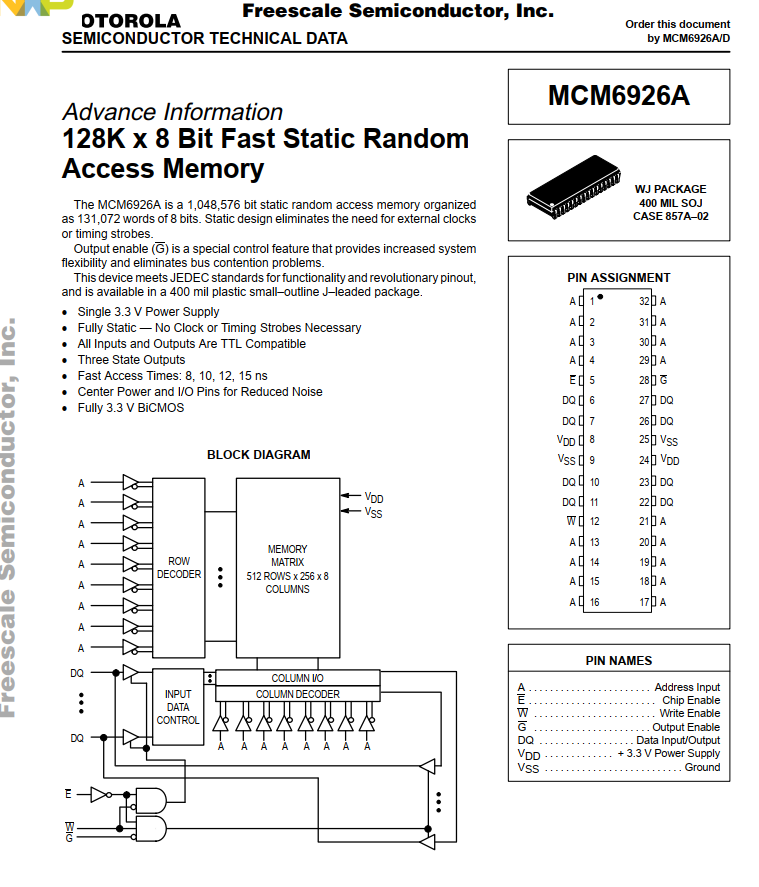 Freescale Semiconductor, Inc.
OTOROLA
SEMICONDUCTOR TECHNICAL DATA
Order this document
by MCM6926A/D
MCM6926A
Advance Information
128K x 8 Bit Fast Static Random
Access Memory
The MCM6926A is a 1,048,576 bit static random access memory organized
as 131,072 words of 8 bits. Static design eliminates the need for external clocks
or timing strobes.
Output enable (G̅) is a special control feature that provides increased system
flexibility and eliminates bus contention problems.
This device meets JEDEC standards for functionality and revolutionary pinout,
and is available in a 400 mil plastic small–outline J–leaded package.
• Single 3.3 V Power Supply
• Fully Static — No Clock or Timing Strobes Necessary
• All Inputs and Outputs Are TTL Compatible
• Three State Outputs
• Fast Access Times: 8, 10, 12, 15 ns
• Center Power and I/O Pins for Reduced Noise
• Fully 3.3 V BiCMOS
WJ PACKAGE
400 MIL SOJ
CASE 857A–02
PIN ASSIGNMENT
A 1 32 A
A 2 31 A
A 3 30 A
A 4 29 A
E̅ 5 28 G̅
DQ 6 27 DQ
DQ 7 26 DQ
VDD 8 25 VSS
VSS 9 24 VDD
DQ 10 23 DQ
DQ 11 22 DQ
W̅ 12 21 A
A 13 20 A
A 14 19 A
A 15 18 A
A 16 17 A
BLOCK DIAGRAM
A
A
A
A
A
A
A
A
A
ROW
DECODER
MEMORY
MATRIX
512 ROWS x 256 x 8
COLUMNS
VDD
VSS
DQ
DQ
INPUT
DATA
CONTROL
COLUMN I/O
COLUMN DECODER
A A A A A A A A
E̅
W̅
G̅
PIN NAMES
A . . . . . . . . . . . . . . . . . . . . . . Address Input
E̅ . . . . . . . . . . . . . . . . . . . . . . . Chip Enable
W̅ . . . . . . . . . . . . . . . . . . . . . . Write Enable
G̅ . . . . . . . . . . . . . . . . . . . . . Output Enable
DQ . . . . . . . . . . . . . . . . . Data Input/Output
VDD . . . . . . . . . . . . . + 3.3 V Power Supply
VSS . . . . . . . . . . . . . . . . . . . . . . . . . . Ground
Freescale Semiconductor, Inc.